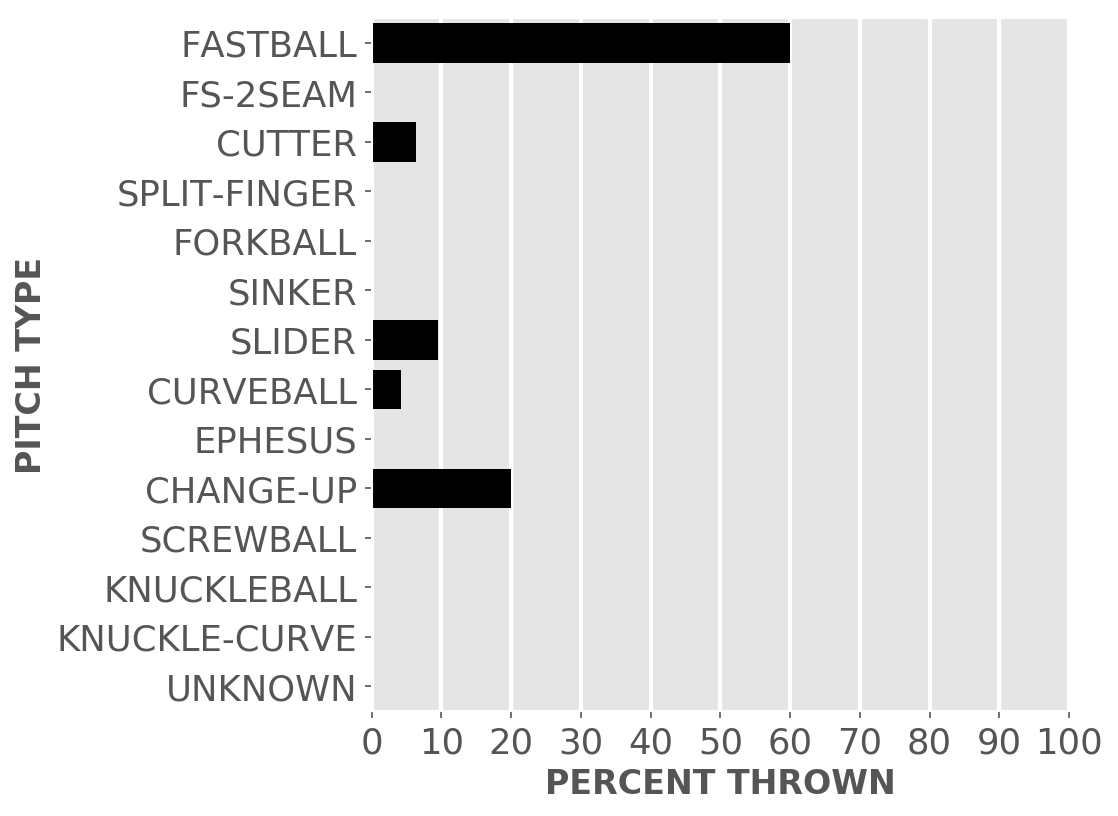 FASTBALL
FS-2SEAM
CUTTER
SPLIT-FINGER
FORKBALL
SINKER
SLIDER
CURVEBALL
EPHESUS
CHANGE-UP
SCREWBALL
KNUCKLEBALL
KNUCKLE-CURVE
UNKNOWN
PITCH TYPE
0 10 20 30 40 50 60 70 80 90 100
PERCENT THROWN